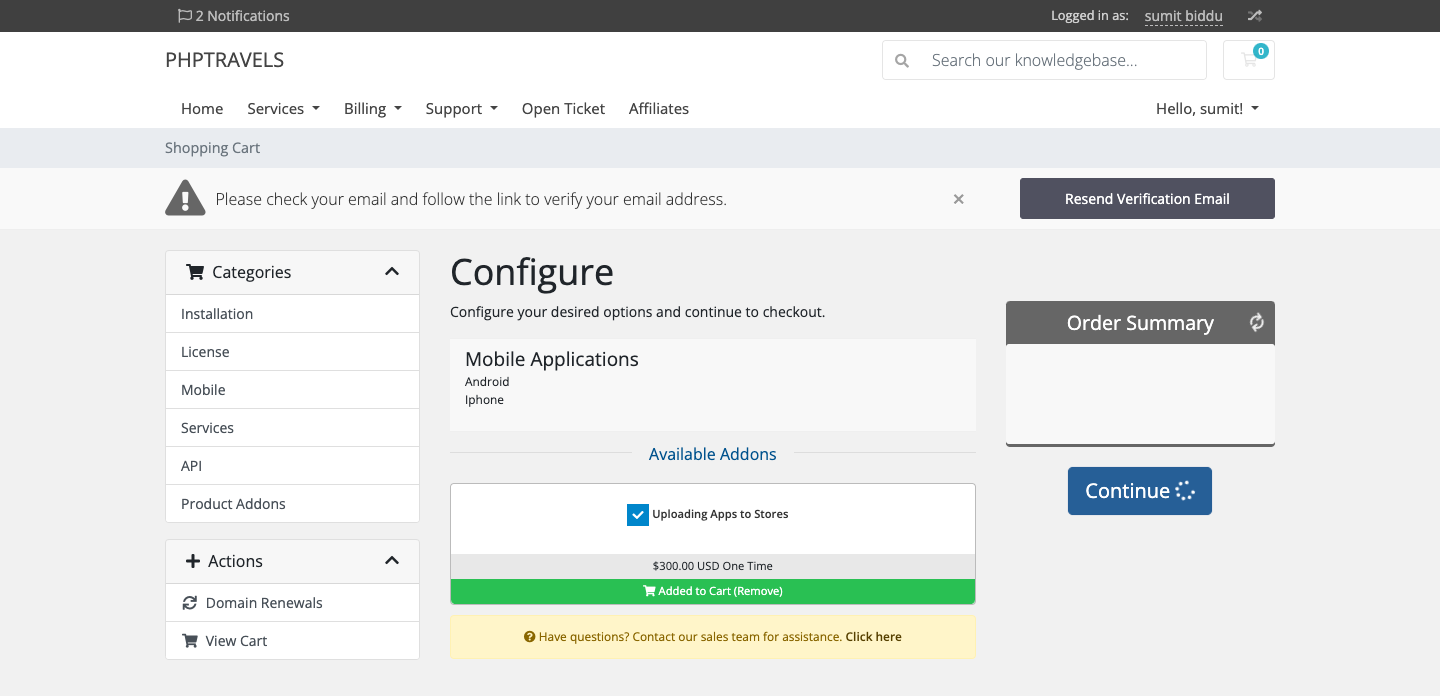 2 Notifications
Logged in as: sumit biddu
PHPTRAVELS
Search our knowledgebase...
0
Home Services Billing Support Open Ticket Affiliates
Hello, sumit!
Shopping Cart
Please check your email and follow the link to verify your email address.
×
Resend Verification Email
Categories
Installation
License
Mobile
Services
API
Product Addons
Actions
Domain Renewals
View Cart
Configure
Configure your desired options and continue to checkout.
Mobile Applications
Android
Iphone
Available Addons
Uploading Apps to Stores
$300.00 USD One Time
Added to Cart (Remove)
Have questions? Contact our sales team for assistance. Click here
Order Summary
Continue